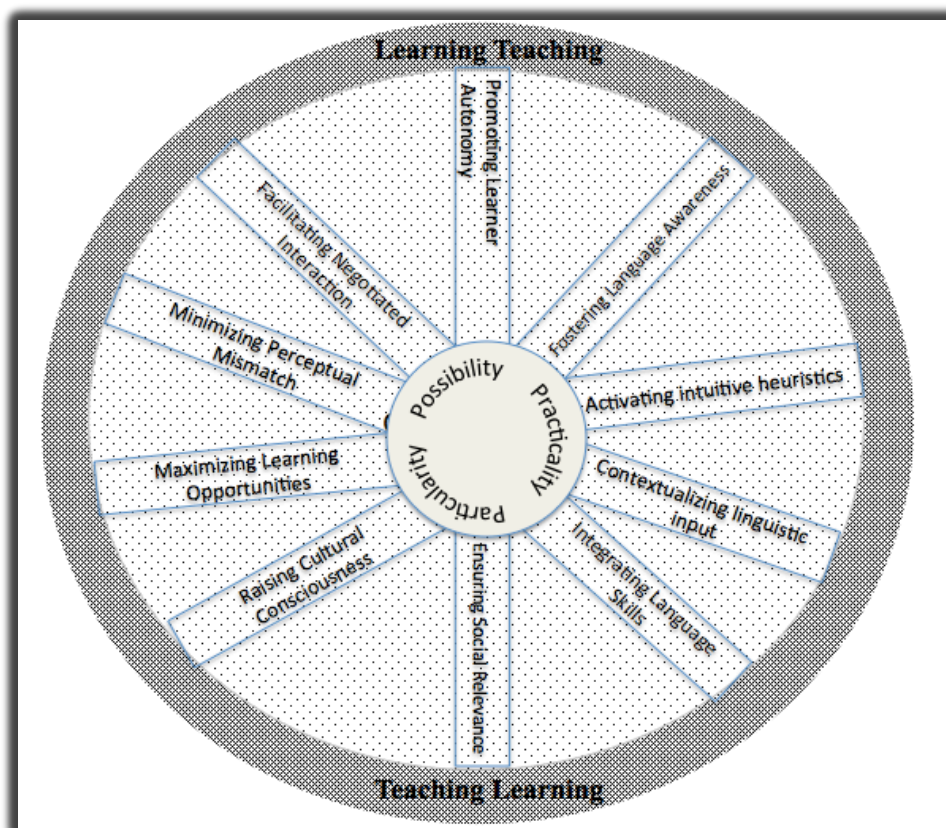 Learning Teaching
Promoting Learner
Autonomy
Fostering Language Awareness
Activating intuitive heuristics
Contextualizing linguistic
input
Integrating Language
Skills
Ensuring Social Relevance
Raising Cultural
Consciousness
Maximizing Learning
Opportunities
Minimizing Perceptual
Mismatch
Facilitating Negotiated
Interaction
Possibility
Practicality
Particularity
Teaching Learning